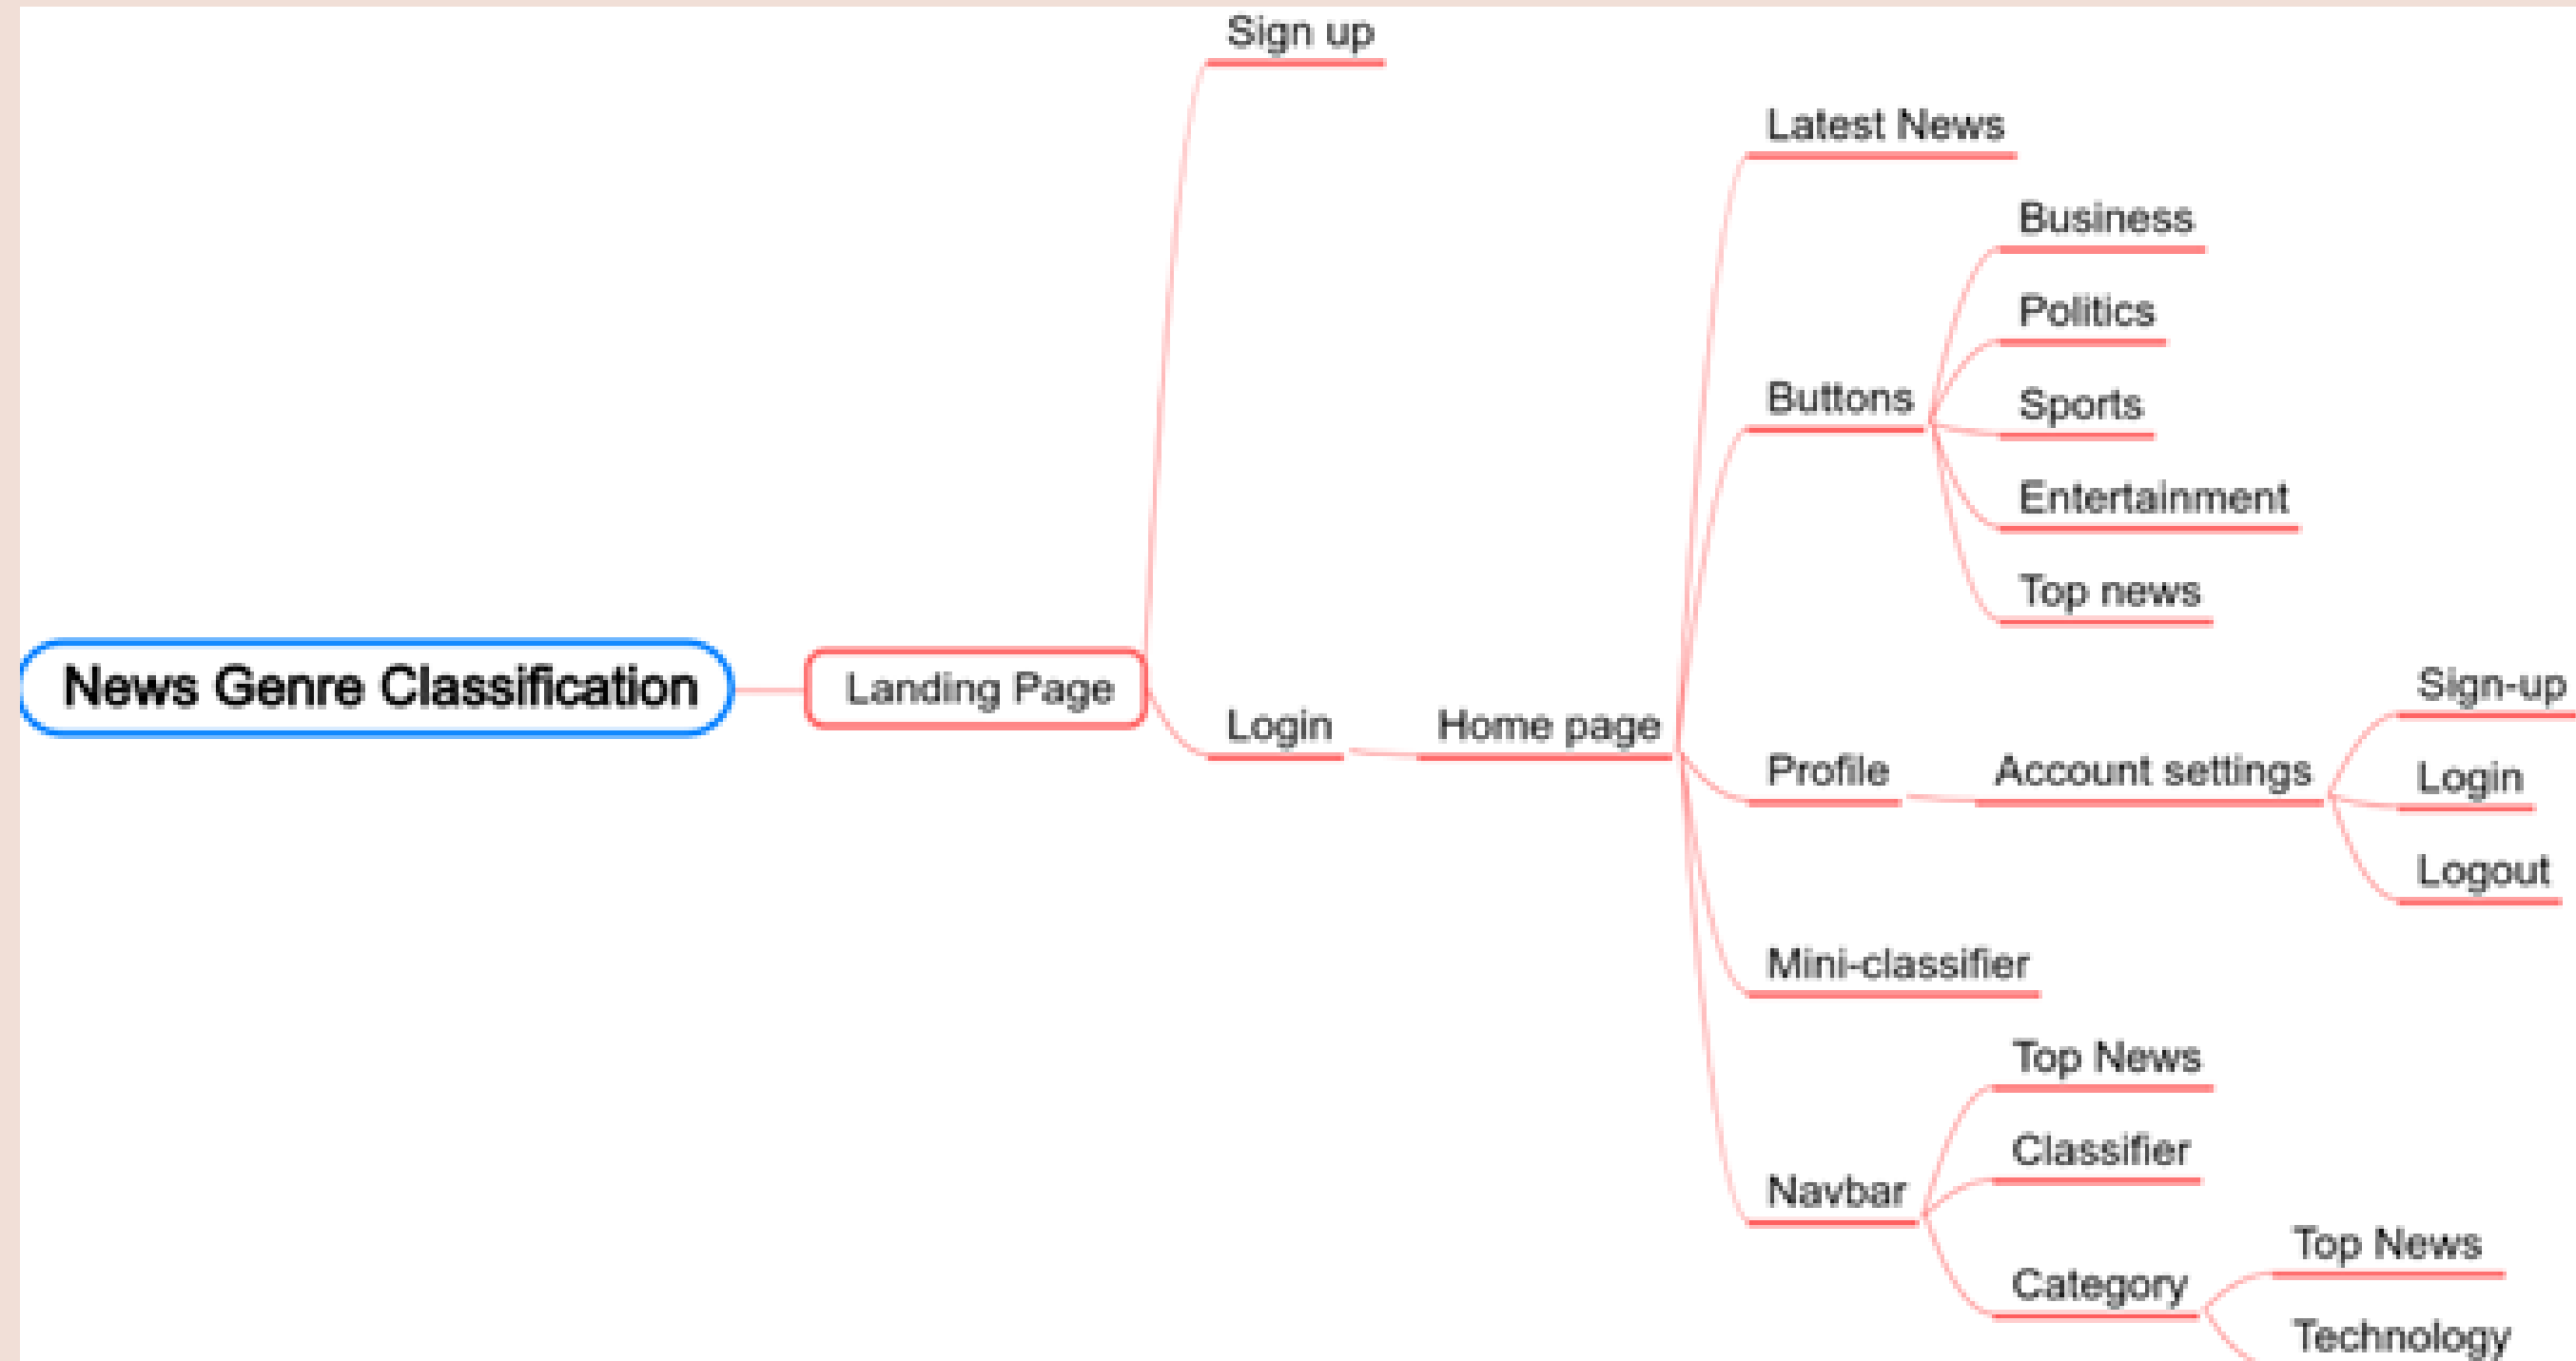 Sign up
Latest News
Business
Politics
Buttons
Sports
Entertainment
Top news
News Genre Classification
Landing Page
Login
Home page
Profile
Account settings
Sign-up
Login
Logout
Mini-classifier
Top News
Classifier
Navbar
Category
Top News
Technology